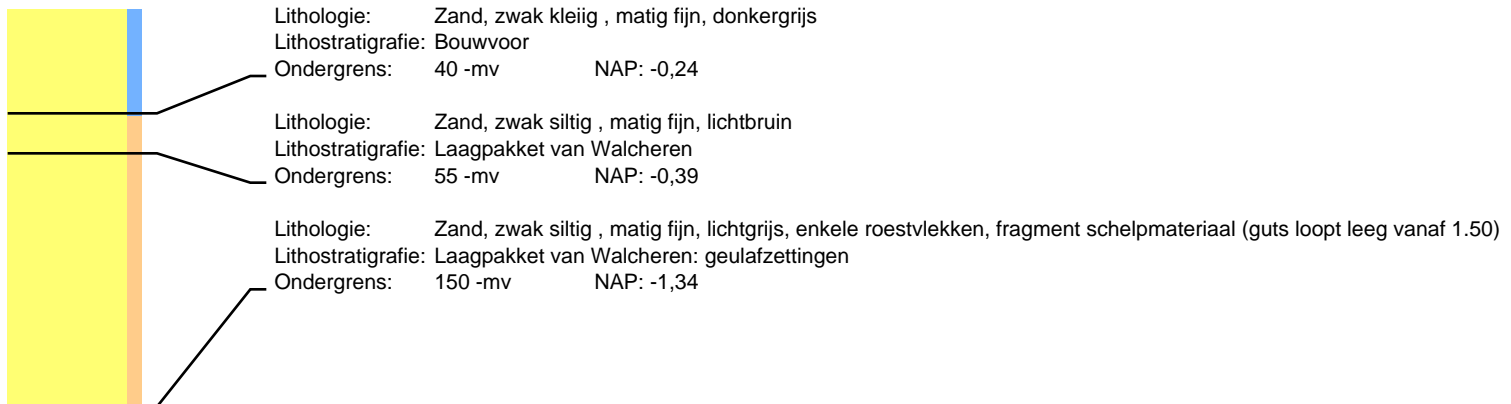 Lithologie: Zand, zwak kleiig , matig fijn, donkergrijs
Lithostratigrafie: Bouwvoor
Ondergrens: 40 -mv NAP: -0,24
Lithologie: Zand, zwak siltig , matig fijn, lichtbruin
Lithostratigrafie: Laagpakket van Walcheren
Ondergrens: 55 -mv NAP: -0,39
Lithologie: Zand, zwak siltig , matig fijn, lichtgrijs, enkele roestvlekken, fragment schelpmateriaal (guts loopt leeg vanaf 1.50)
Lithostratigrafie: Laagpakket van Walcheren: geulafzettingen
Ondergrens: 150 -mv NAP: -1,34